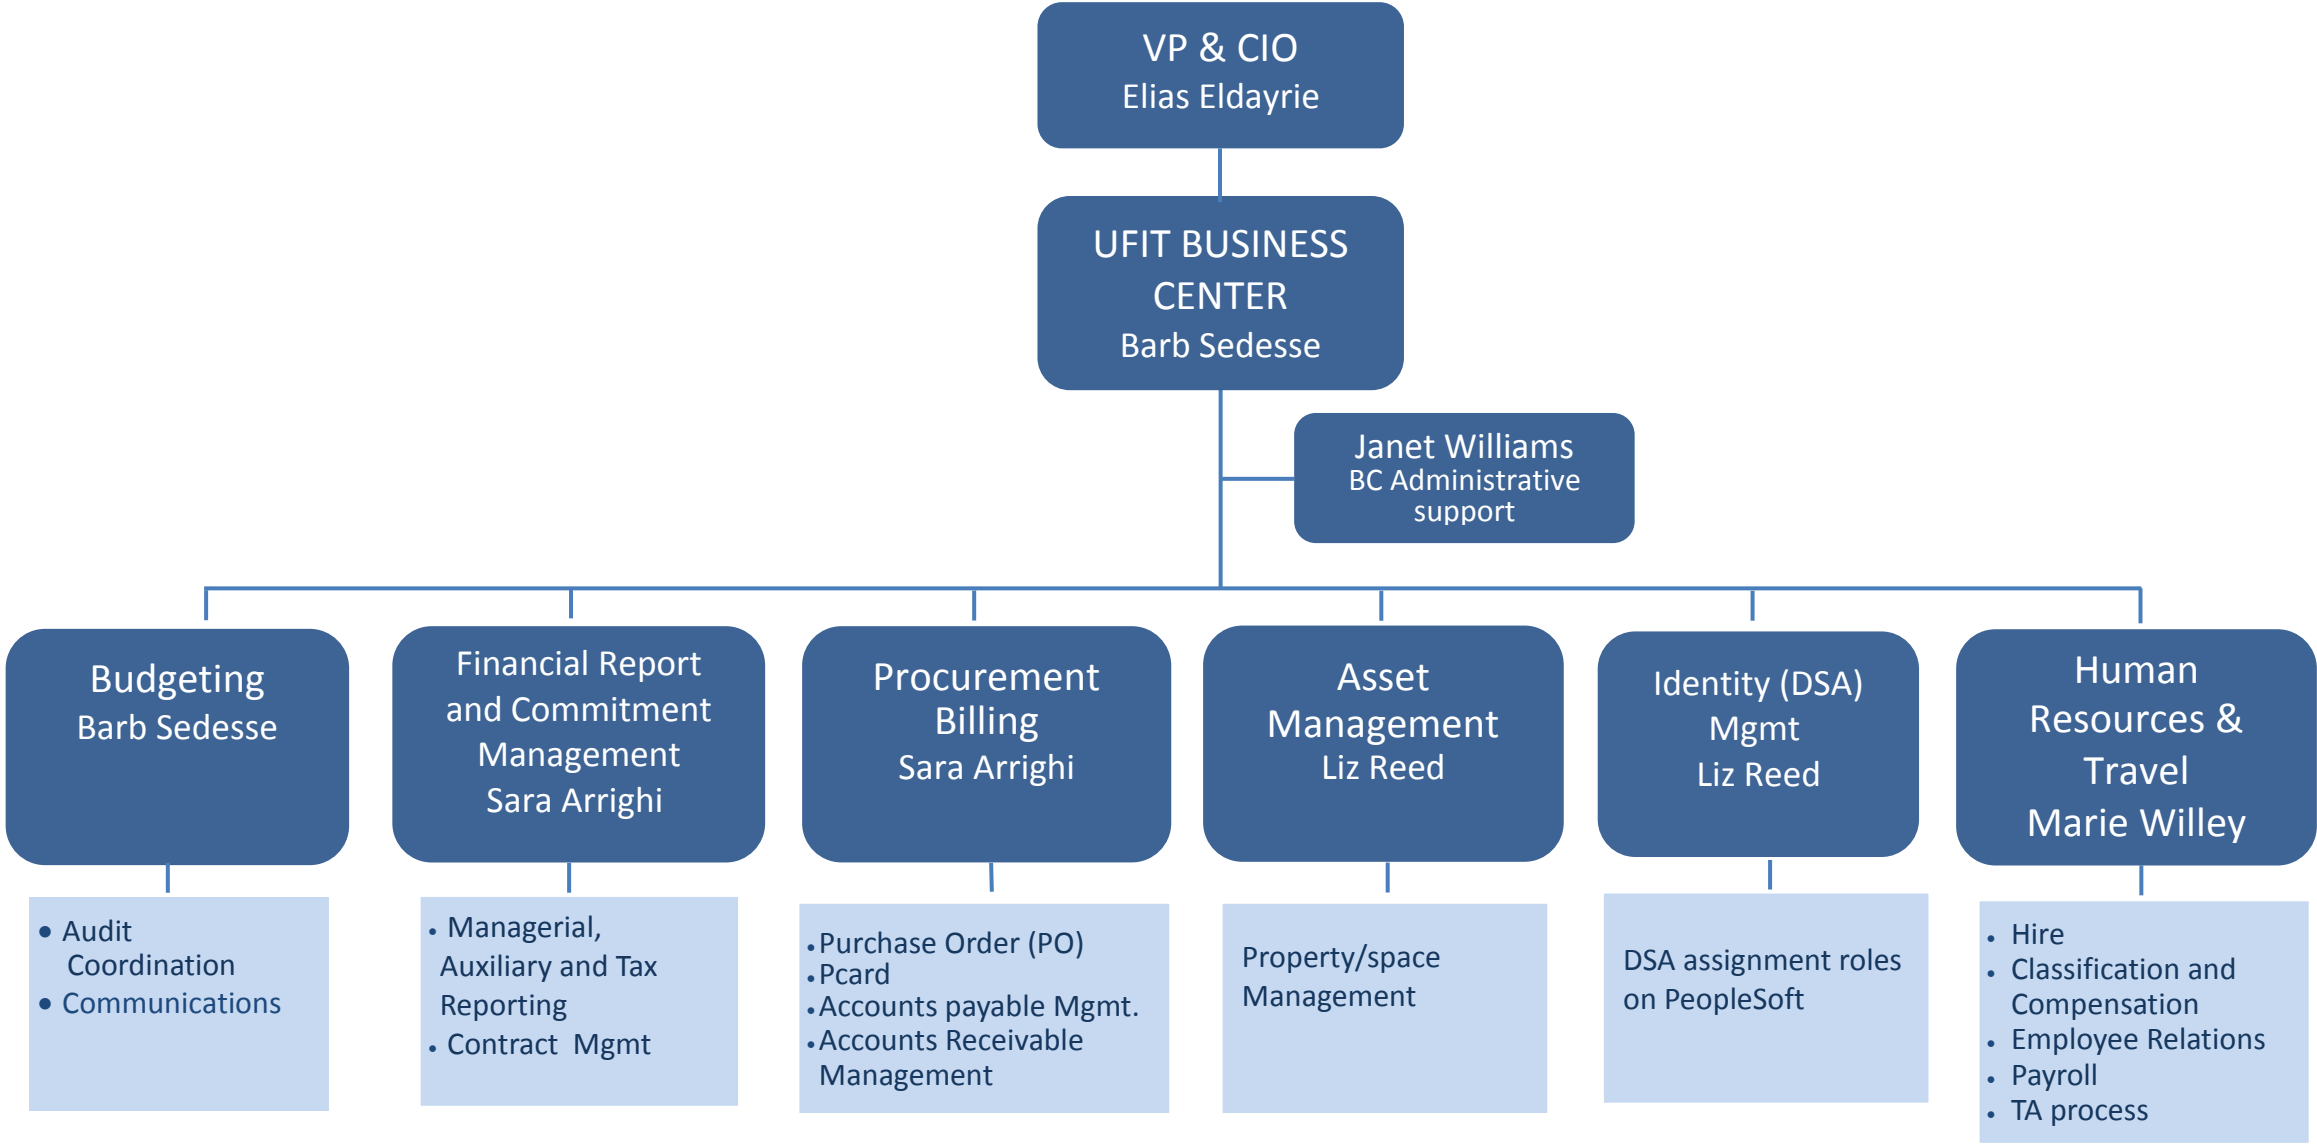 VP & CIO
Elias Eldayrie
UFIT BUSINESS
CENTER
Barb Sedesse
Janet Williams
BC Administrative
support
Budgeting
Barb Sedesse
Financial Report
and Commitment
Management
Sara Arrighi
Procurement
Billing
Sara Arrighi
Asset
Management
Liz Reed
Identity (DSA)
Mgmt
Liz Reed
Human
Resources &
Travel
Marie Willey
• Audit
Coordination
• Communications
• Managerial,
Auxiliary and Tax
Reporting
• Contract Mgmt
• Purchase Order (PO)
• Pcard
• Accounts payable Mgmt.
• Accounts Receivable
Management
Property/space
Management
DSA assignment roles
on PeopleSoft
• Hire
• Classification and
Compensation
• Employee Relations
• Payroll
• TA process